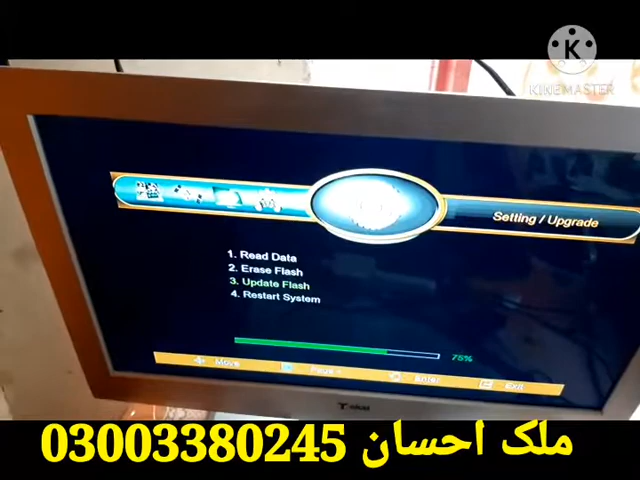 K
KINEMASTER
Setting / Upgrade
1. Read Data
2. Erase Flash
3. Update Flash
4. Restart System
75%
Move
Page
Enter
Exit
03003380245 ملک احسان